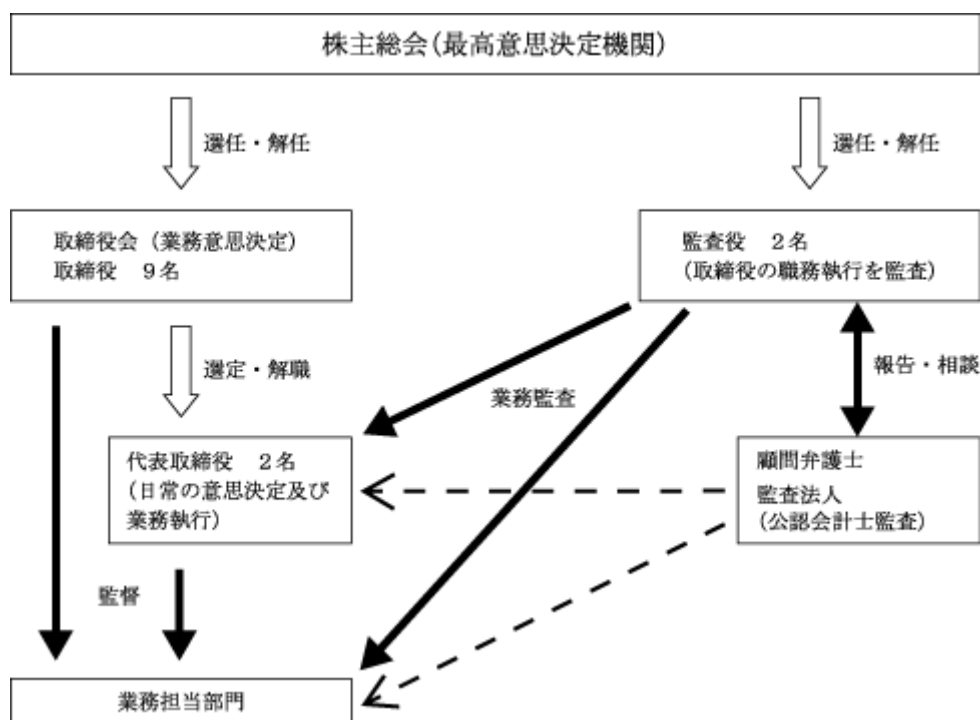 株主総会(最高意思決定機関)
選任・解任
選任・解任
取締役会 (業務意思決定)
取締役 9名
監査役 2名
(取締役の職務執行を監査)
選定・解職
業務監査
報告・相談
代表取締役 2名
(日常の意思決定及び
業務執行)
顧問弁護士
監査法人
(公認会計士監査)
監督
業務担当部門